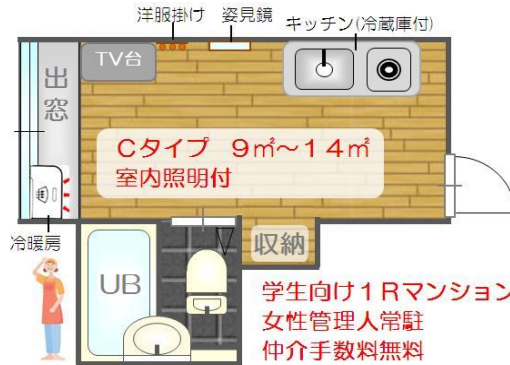 洋服掛け 姿見鏡 キッチン(冷蔵庫付)
TV台
出窓
Cタイプ 9㎡～14㎡
室内照明付
冷暖房
収納
UB
学生向け1Rマンション
女性管理人常駐
仲介手数料無料